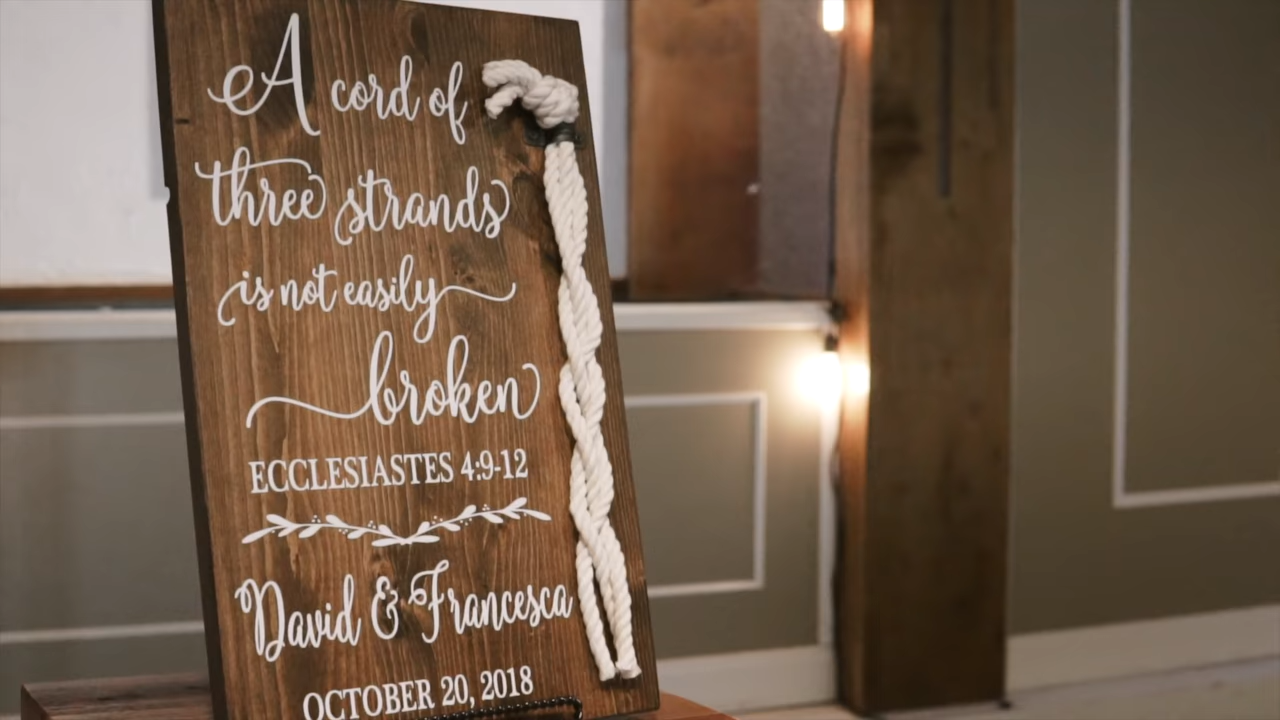 A cord of
three strands
is not easily
broken
ECCLESIASTES 4:9-12
David & Francesca
OCTOBER 20, 2018